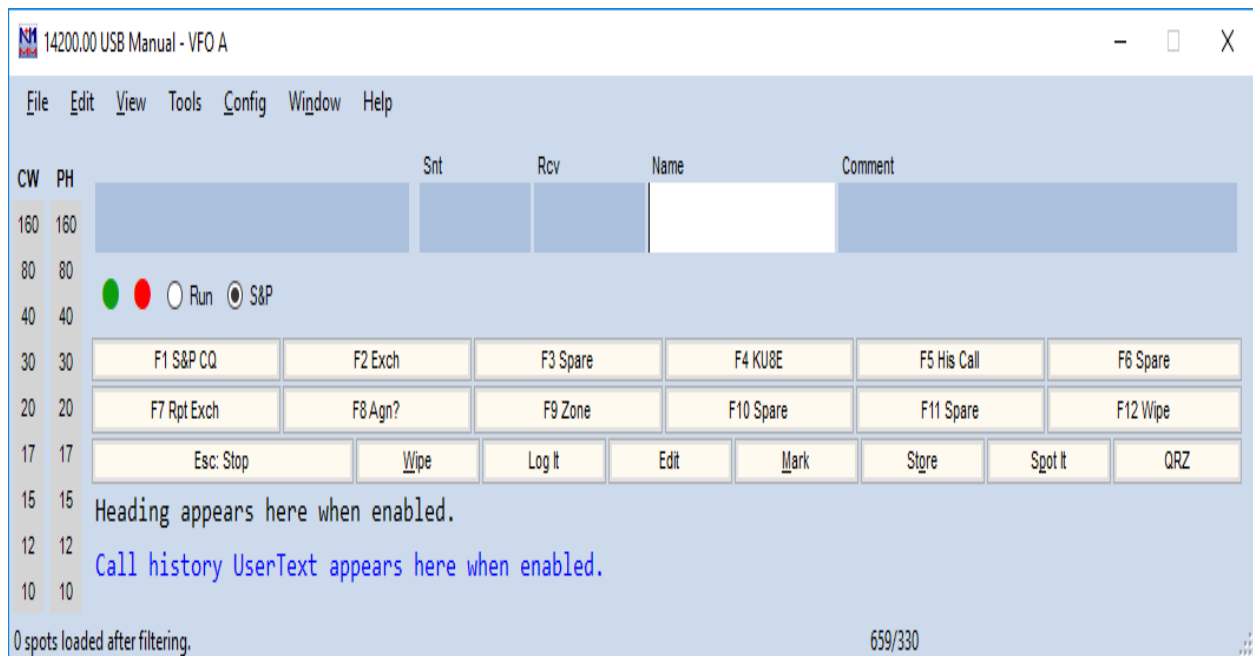 14200.00 USB Manual - VFO A
File Edit View Tools Config Window Help
Snt Rcv Name Comment
CW PH
160 160
80 80
Run S&P
40 40
30 30 F1 S&P CQ F2 Exch F3 Spare F4 KU8E F5 His Call F6 Spare
20 20 F7 Rpt Exch F8 Agn? F9 Zone F10 Spare F11 Spare F12 Wipe
17 17 Esc: Stop Wipe Log It Edit Mark Store Spot It QRZ
15 15 Heading appears here when enabled.
12 12
Call history UserText appears here when enabled.
10 10
0 spots loaded after filtering. 659/330